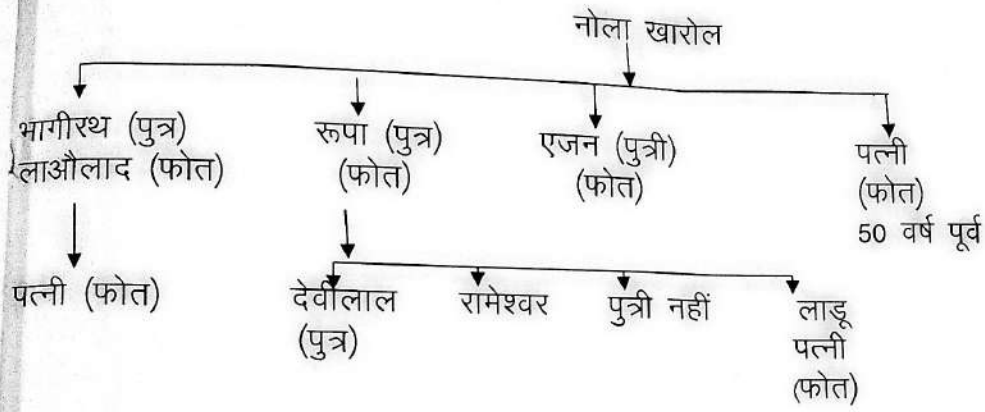 नोला खारोल
भागीरथ (पुत्र)
लाऔलाद (फोत)
रूपा (पुत्र)
(फोत)
एजन (पुत्री)
(फोत)
पत्नी
(फोत)
50 वर्ष पूर्व
पत्नी (फोत)
देवीलाल
(पुत्र)
रामेश्वर
पुत्री नहीं
लाडू
पत्नी
(फोत)